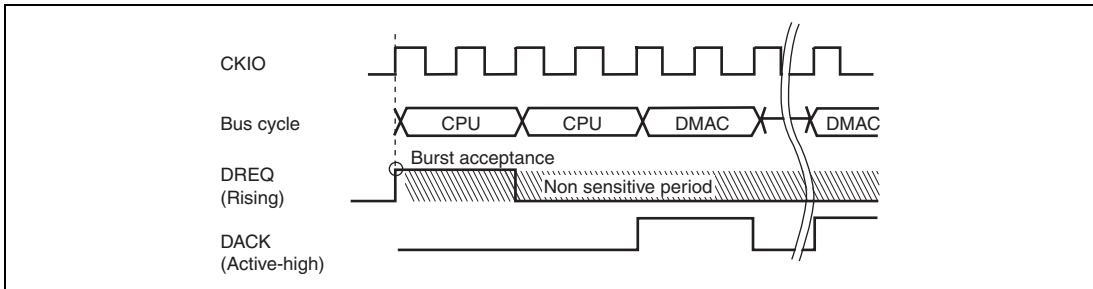 CKIO
Bus cycle
CPU
CPU
DMAC
DMAC
Burst acceptance
DREQ
(Rising)
Non sensitive period
DACK
(Active-high)